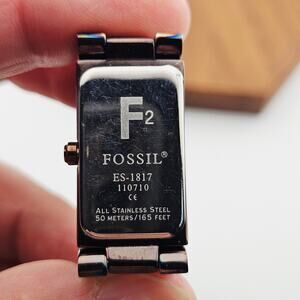 F2
FOSSIL®
ES-1817
110710
CE
ALL STAINLESS STEEL
50 METERS/165 FEET